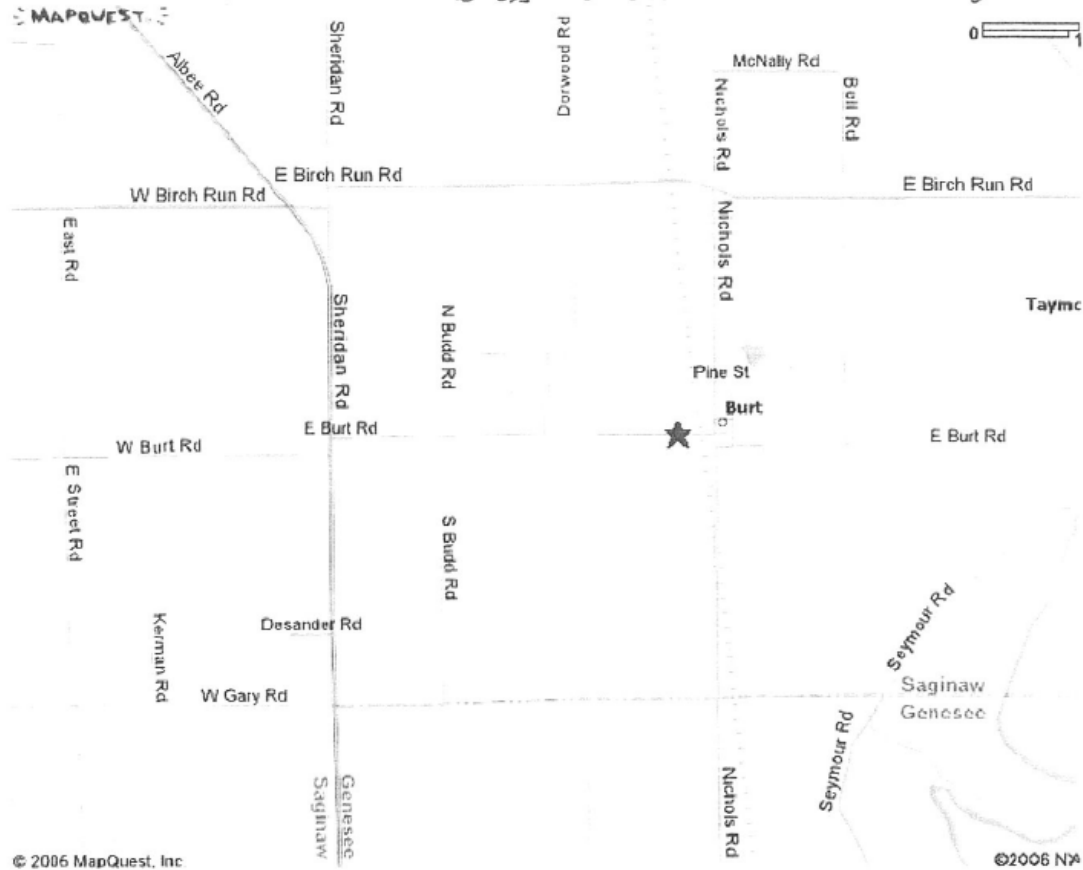 MAPQUEST
0 1
Albee Rd
Sheridan Rd
Dorwood Rd
McNally Rd
Nichols Rd
Bell Rd
W Birch Run Rd
E Birch Run Rd
E Birch Run Rd
East Rd
Nichols Rd
Sheridan Rd
N Budd Rd
Taymo
Pine St
Burt
W Burt Rd
E Burt Rd
E Burt Rd
E Street Rd
S Budd Rd
Kerman Rd
Desander Rd
Seymour Rd
W Gary Rd
Saginaw
Genesee
Seymour Rd
Saginaw
Genesee
Nichols Rd
© 2006 MapQuest, Inc
©2006 NA